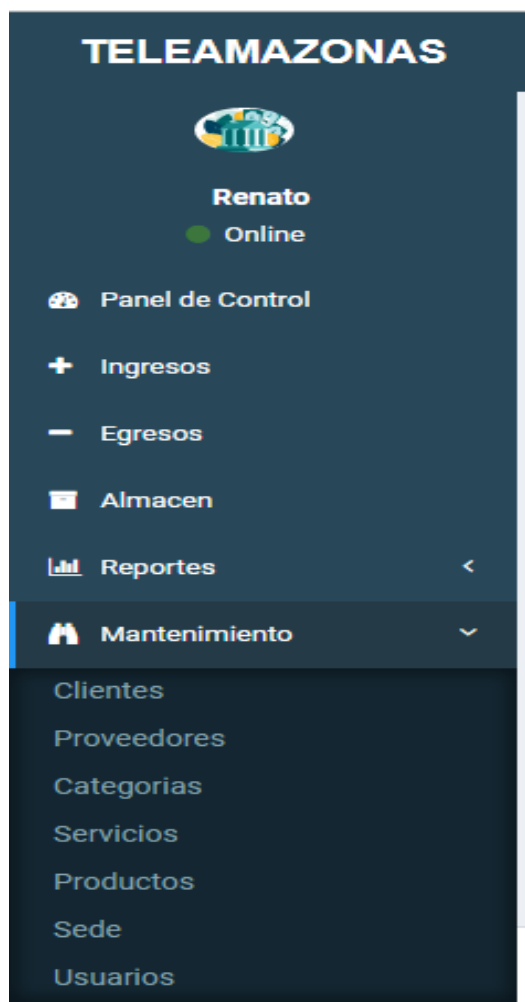 TELEAMAZONAS
Renato
Online
Panel de Control
Ingresos
Egresos
Almacen
Reportes
Mantenimiento
Clientes
Proveedores
Categorias
Servicios
Productos
Sede
Usuarios